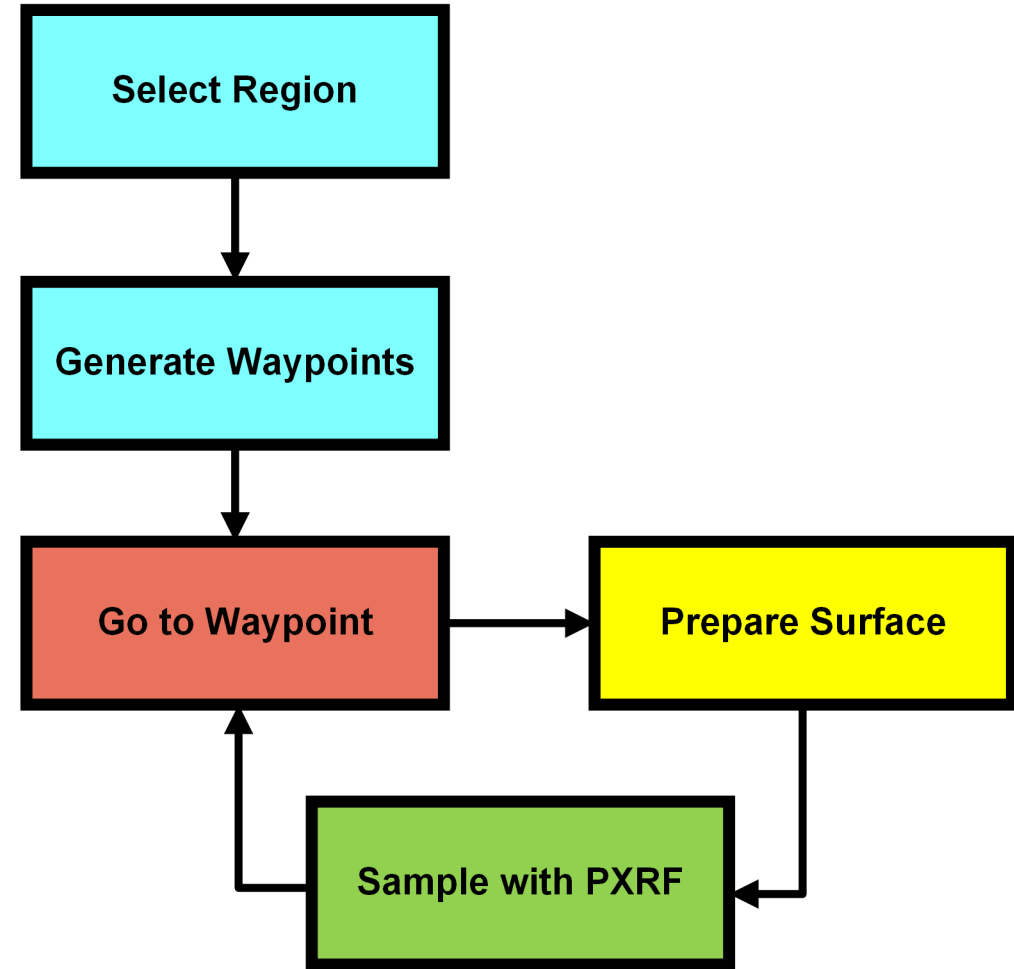 Select Region
Generate Waypoints
Go to Waypoint
Prepare Surface
Sample with PXRF